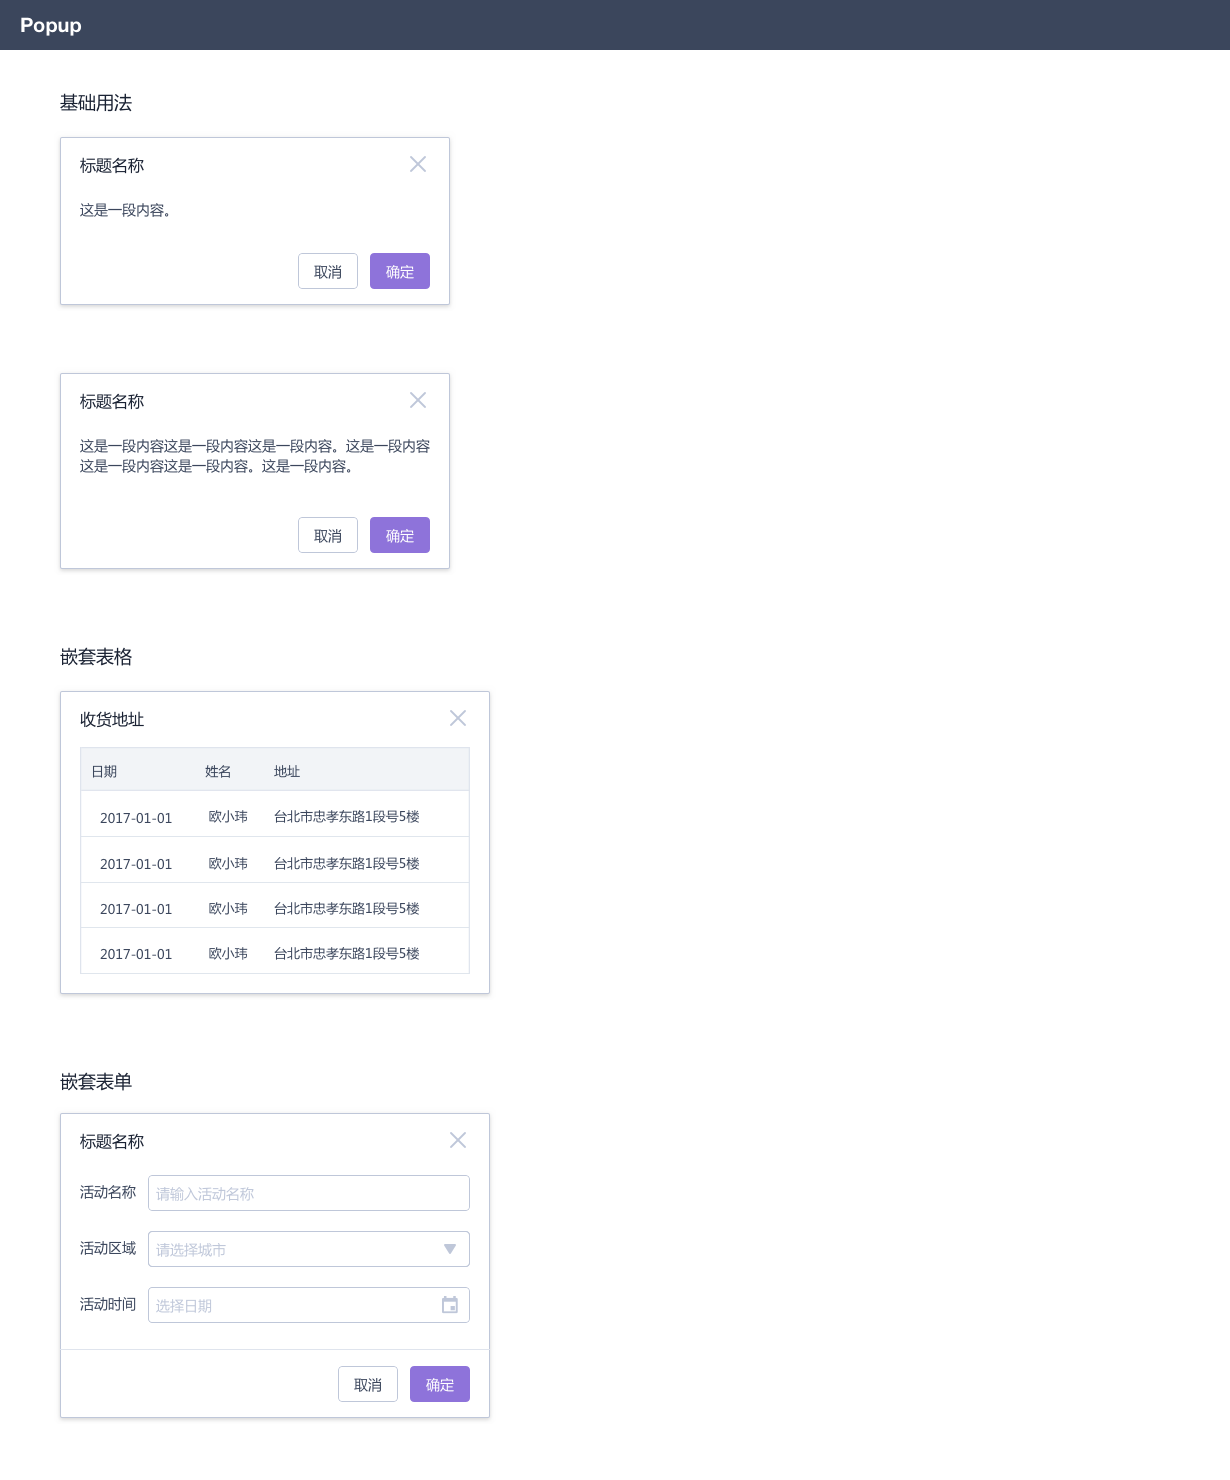 Popup
基础用法
标题名称
这是一段内容。
取消 确定
标题名称
这是一段内容这是一段内容这是一段内容。这是一段内容
这是一段内容这是一段内容。这是一段内容。
取消 确定
嵌套表格
收货地址
日期 姓名 地址
2017-01-01 欧小玮 台北市忠孝东路1段号5楼
2017-01-01 欧小玮 台北市忠孝东路1段号5楼
2017-01-01 欧小玮 台北市忠孝东路1段号5楼
2017-01-01 欧小玮 台北市忠孝东路1段号5楼
嵌套表单
标题名称
活动名称 请输入活动名称
活动区域 请选择城市
活动时间 选择日期
取消 确定